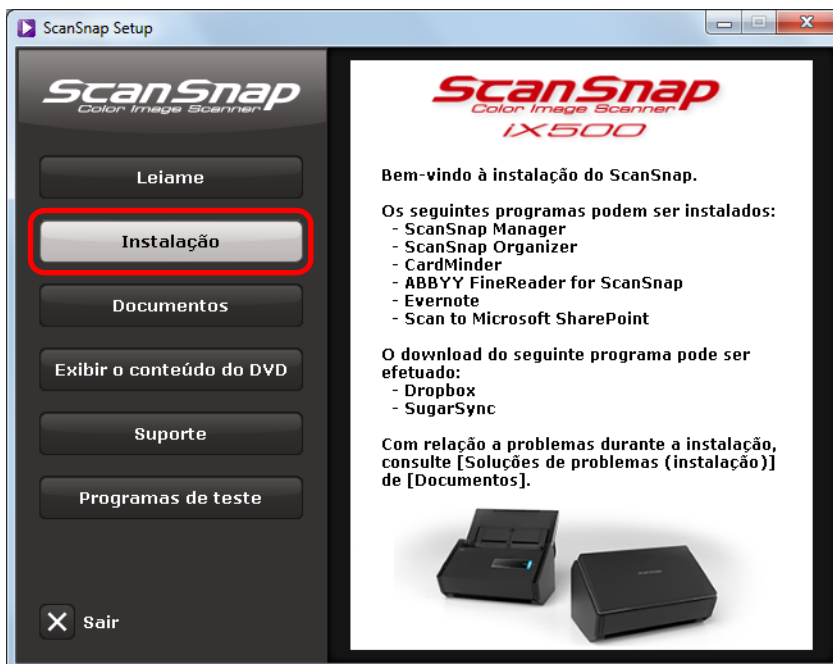 ScanSnap Setup
ScanSnap
Color Image Scanner
Leiame
Instalação
Documentos
Exibir o conteúdo do DVD
Suporte
Programas de teste
Sair
ScanSnap
Color Image Scanner
iX500
Bem-vindo à instalação do ScanSnap.
Os seguintes programas podem ser instalados:
- ScanSnap Manager
- ScanSnap Organizer
- CardMinder
- ABBYY FineReader for ScanSnap
- Evernote
- Scan to Microsoft SharePoint
O download do seguinte programa pode ser
efetuado:
- Dropbox
- SugarSync
Com relação a problemas durante a instalação,
consulte [Soluções de problemas (instalação)]
de [Documentos].